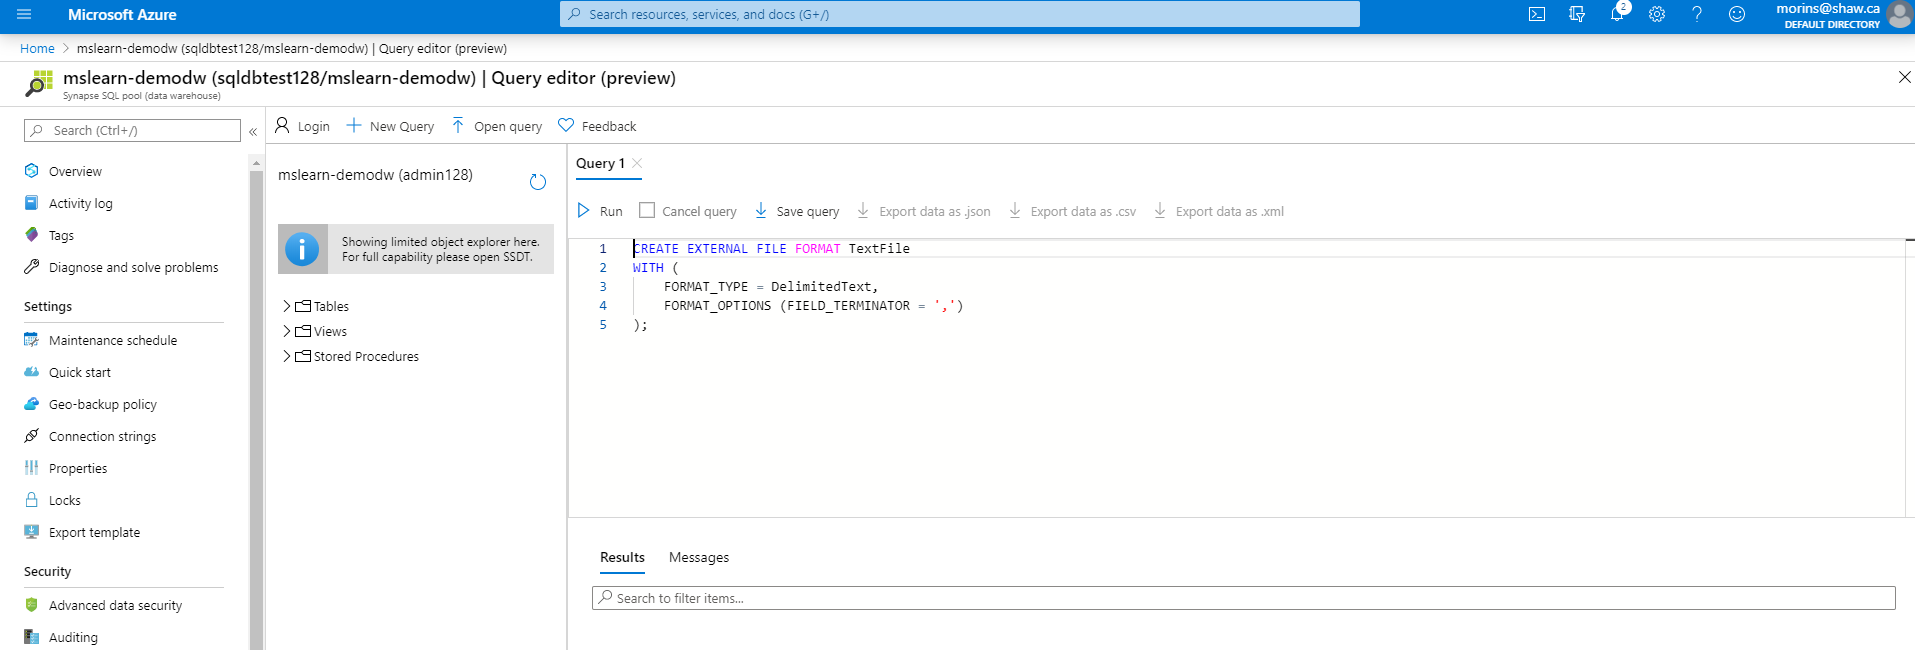 Microsoft Azure
Search resources, services, and docs (G+/)
2
morins@shaw.ca
DEFAULT DIRECTORY
Home > mslearn-demodw (sqldbtest128/mslearn-demodw) | Query editor (preview)
mslearn-demodw (sqldbtest128/mslearn-demodw) | Query editor (preview)
Synapse SQL pool (data warehouse)
Search (Ctrl+/)
«
Overview
Activity log
Tags
Diagnose and solve problems
Settings
Maintenance schedule
Quick start
Geo-backup policy
Connection strings
Properties
Locks
Export template
Security
Advanced data security
Auditing
Login
New Query
Open query
Feedback
mslearn-demodw (admin128)
Showing limited object explorer here.
For full capability please open SSDT.
Tables
Views
Stored Procedures
Query 1
Run
Cancel query
Save query
Export data as .json
Export data as .csv
Export data as .xml
1 CREATE EXTERNAL FILE FORMAT TextFile
2 WITH (
3 FORMAT_TYPE = DelimitedText,
4 FORMAT_OPTIONS (FIELD_TERMINATOR = ',')
5 );
Results
Messages
Search to filter items...